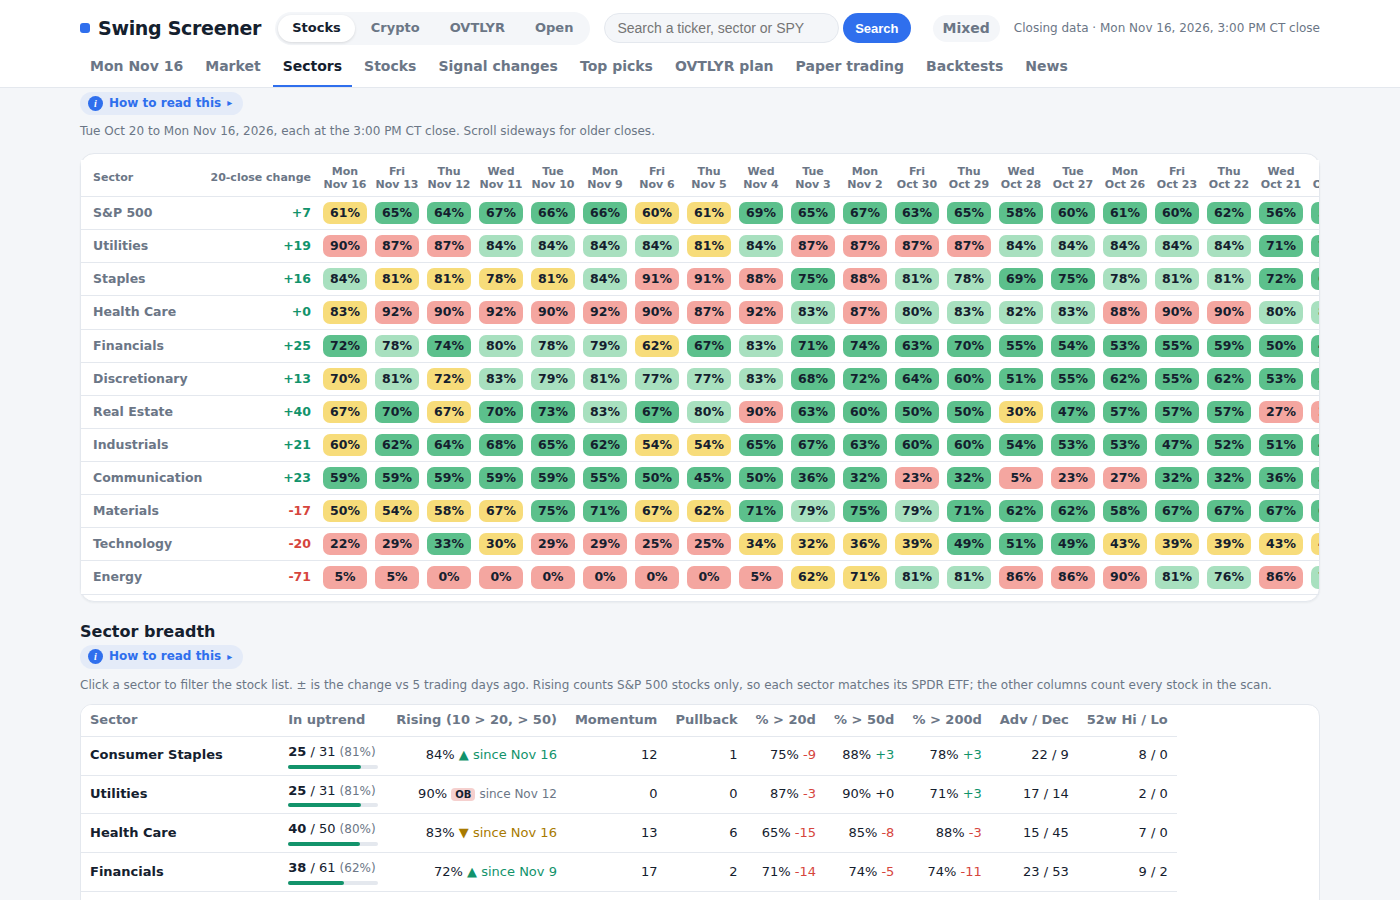 Swing Screener Stocks Crypto OVTLYR Open Search a ticker, sector or SPY Search Mixed Closing data · Mon Nov 16, 2026, 3:00 PM CT close
Mon Nov 16 Market Sectors Stocks Signal changes Top picks OVTLYR plan Paper trading Backtests News
i How to read this ▸
Tue Oct 20 to Mon Nov 16, 2026, each at the 3:00 PM CT close. Scroll sideways for older closes.
Sector 20-close change Mon Nov 16 Fri Nov 13 Thu Nov 12 Wed Nov 11 Tue Nov 10 Mon Nov 9 Fri Nov 6 Thu Nov 5 Wed Nov 4 Tue Nov 3 Mon Nov 2 Fri Oct 30 Thu Oct 29 Wed Oct 28 Tue Oct 27 Mon Oct 26 Fri Oct 23 Thu Oct 22 Wed Oct 21
S&P 500 +7 61% 65% 64% 67% 66% 66% 60% 61% 69% 65% 67% 63% 65% 58% 60% 61% 60% 62% 56%
Utilities +19 90% 87% 87% 84% 84% 84% 84% 81% 84% 87% 87% 87% 87% 84% 84% 84% 84% 84% 71%
Staples +16 84% 81% 81% 78% 81% 84% 91% 91% 88% 75% 88% 81% 78% 69% 75% 78% 81% 81% 72%
Health Care +0 83% 92% 90% 92% 90% 92% 90% 87% 92% 83% 87% 80% 83% 82% 83% 88% 90% 90% 80%
Financials +25 72% 78% 74% 80% 78% 79% 62% 67% 83% 71% 74% 63% 70% 55% 54% 53% 55% 59% 50%
Discretionary +13 70% 81% 72% 83% 79% 81% 77% 77% 83% 68% 72% 64% 60% 51% 55% 62% 55% 62% 53%
Real Estate +40 67% 70% 67% 70% 73% 83% 67% 80% 90% 63% 60% 50% 50% 30% 47% 57% 57% 57% 27%
Industrials +21 60% 62% 64% 68% 65% 62% 54% 54% 65% 67% 63% 60% 60% 54% 53% 53% 47% 52% 51%
Communication +23 59% 59% 59% 59% 59% 55% 50% 45% 50% 36% 32% 23% 32% 5% 23% 27% 32% 32% 36%
Materials -17 50% 54% 58% 67% 75% 71% 67% 62% 71% 79% 75% 79% 71% 62% 62% 58% 67% 67% 67%
Technology -20 22% 29% 33% 30% 29% 29% 25% 25% 34% 32% 36% 39% 49% 51% 49% 43% 39% 39% 43%
Energy -71 5% 5% 0% 0% 0% 0% 0% 0% 5% 62% 71% 81% 81% 86% 86% 90% 81% 76% 86%
Sector breadth
i How to read this ▸
Click a sector to filter the stock list. ± is the change vs 5 trading days ago. Rising counts S&P 500 stocks only, so each sector matches its SPDR ETF; the other columns count every stock in the scan.
Sector In uptrend Rising (10 > 20, > 50) Momentum Pullback % > 20d % > 50d % > 200d Adv / Dec 52w Hi / Lo
Consumer Staples 25 / 31 (81%) 84% ▲ since Nov 16 12 1 75% -9 88% +3 78% +3 22 / 9 8 / 0
Utilities 25 / 31 (81%) 90% OB since Nov 12 0 0 87% -3 90% +0 71% +3 17 / 14 2 / 0
Health Care 40 / 50 (80%) 83% ▼ since Nov 16 13 6 65% -15 85% -8 88% -3 15 / 45 7 / 0
Financials 38 / 61 (62%) 72% ▲ since Nov 9 17 2 71% -14 74% -5 74% -11 23 / 53 9 / 2